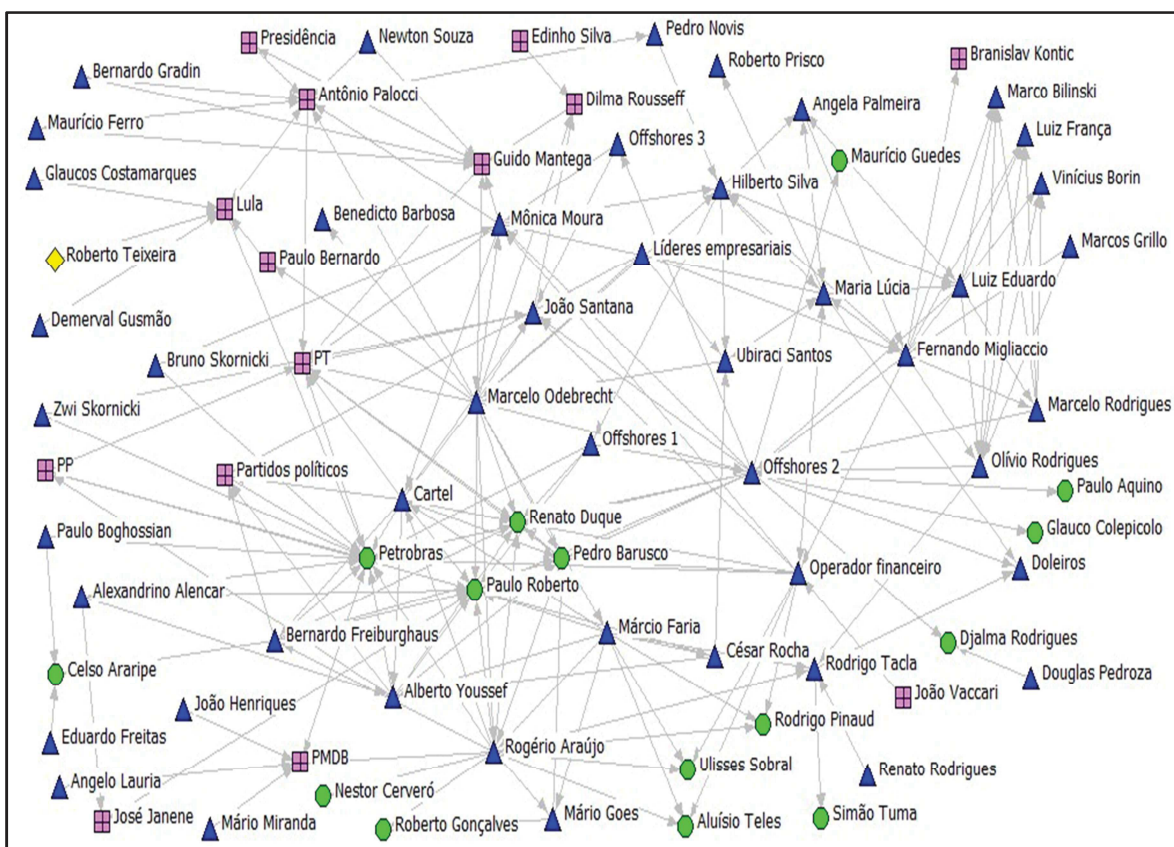 Presidência
Newton Souza
Edinho Silva
Pedro Novis
Roberto Prisco
Branislav Kontic
Bernardo Gradin
Antônio Palocci
Dilma Rousseff
Angela Palmeira
Marco Bilinski
Maurício Ferro
Guido Mantega
Offshores 3
Maurício Guedes
Luiz França
Glaucos Costamarques
Lula
Benedicto Barbosa
Mônica Moura
Hilberto Silva
Vinícius Borin
Roberto Teixeira
Paulo Bernardo
Líderes empresariais
Marcos Grillo
Demerval Gusmão
João Santana
Maria Lúcia
Luiz Eduardo
Bruno Skornicki
PT
Ubiraci Santos
Fernando Migliaccio
Zwi Skornicki
Marcelo Odebrecht
Marcelo Rodrigues
PP
Partidos políticos
Offshores 1
Offshores 2
Olívio Rodrigues
Cartel
Renato Duque
Paulo Aquino
Paulo Boghossian
Petrobras
Pedro Barusco
Glauco Colepicolo
Alexandrino Alencar
Paulo Roberto
Operador financeiro
Doleiros
Bernardo Freiburghaus
Márcio Faria
Djalma Rodrigues
Celso Araripe
Alberto Youssef
César Rocha
Rodrigo Tacla
Douglas Pedroza
João Henriques
João Vaccari
Eduardo Freitas
PMDB
Rogério Araújo
Rodrigo Pinaud
Angelo Lauria
Nestor Cerveró
Ulisses Sobral
Renato Rodrigues
José Janene
Mário Miranda
Roberto Gonçalves
Mário Goes
Aluísio Teles
Simão Tuma